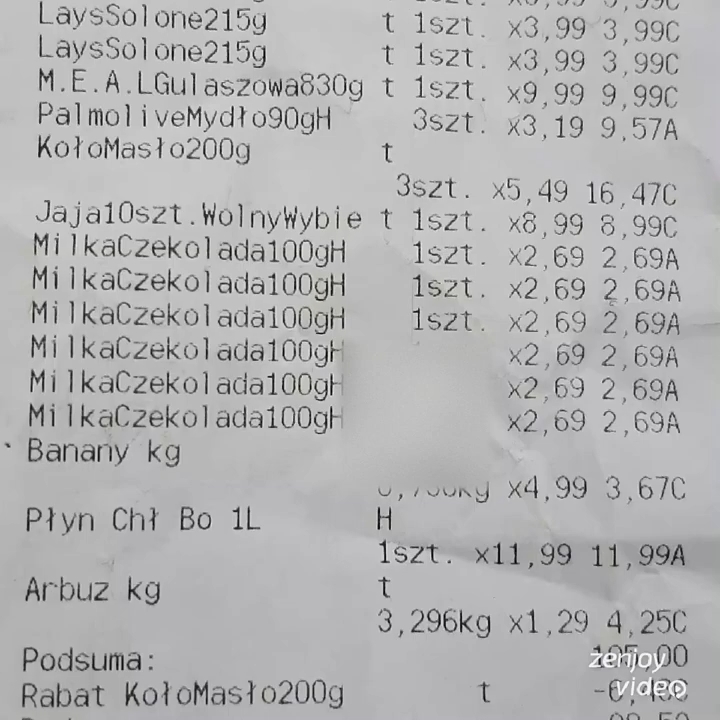 LaysSolone215g t 1szt. x3,99 3,99C
LaysSolone215g t 1szt. x3,99 3,99C
M.E.A.LGulaszowa830g t 1szt. x9,99 9,99C
PalmoliveMydło90gH 3szt. x3,19 9,57A
KołoMasło200g t
3szt. x5,49 16,47C
Jaja10szt.WolnyWybie t 1szt. x8,99 8,99C
MilkaCzekolada100gH 1szt. x2,69 2,69A
MilkaCzekolada100gH 1szt. x2,69 2,69A
MilkaCzekolada100gH 1szt. x2,69 2,69A
MilkaCzekolada100gH x2,69 2,69A
MilkaCzekolada100gH x2,69 2,69A
MilkaCzekolada100gH x2,69 2,69A
Banany kg
x4,99 3,67C
Płyn Chł Bo 1L H
1szt. x11,99 11,99A
Arbuz kg t
3,296kg x1,29 4,25C
Podsuma:
Rabat KołoMasło200g t
zenjoy
video